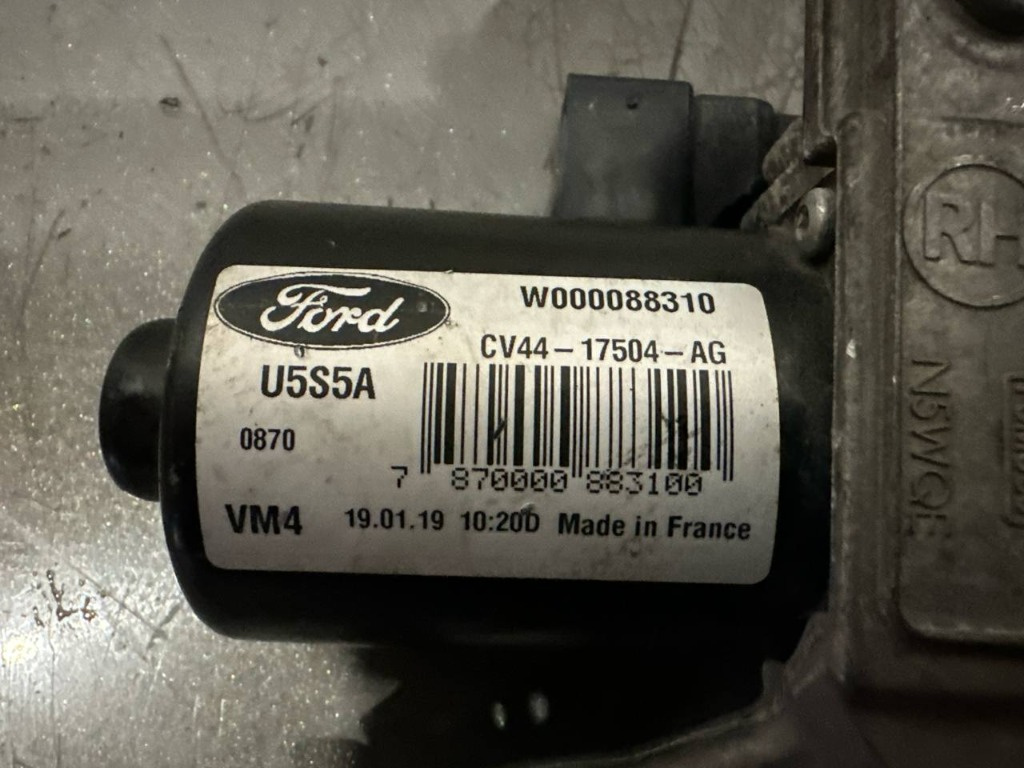 Ford
W000088310
CV44-17504-AG
U5S5A
0870
7 870000 883100
VM4 19.01.19 10:20D Made in France
RH
N5WQE